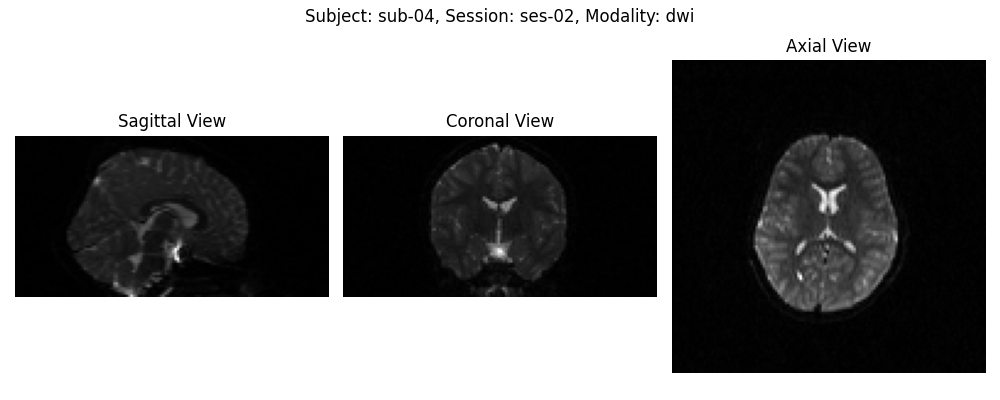 Subject: sub-04, Session: ses-02, Modality: dwi
Sagittal View
Coronal View
Axial View